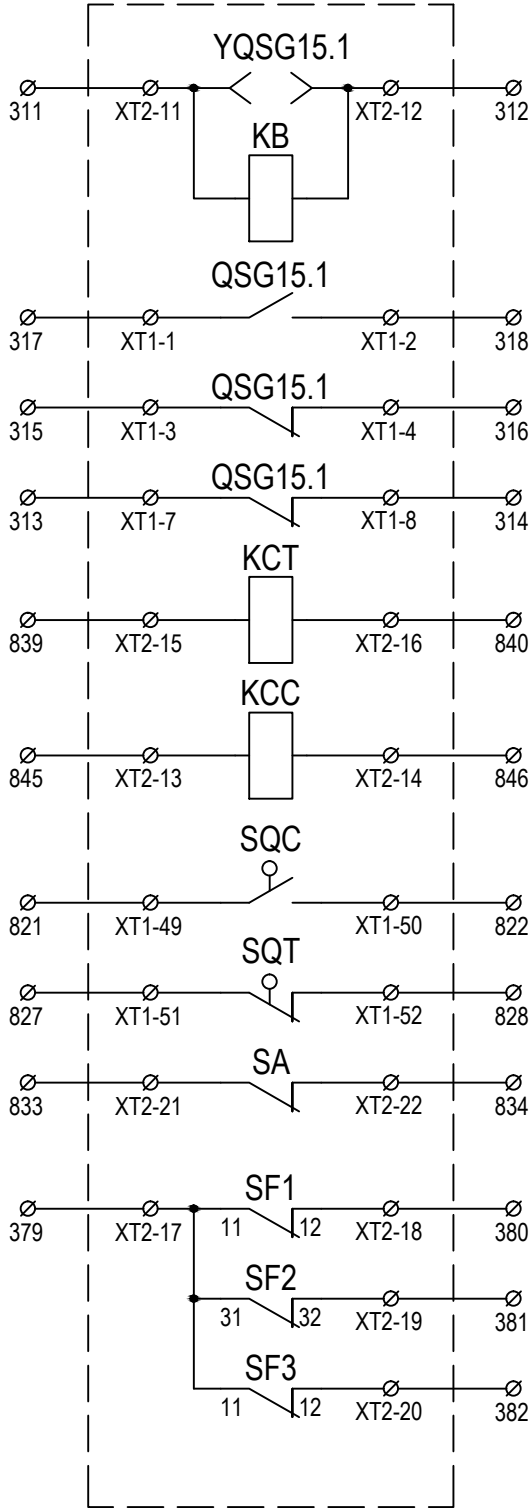 YQSG15.1
311 XT2-11 XT2-12 312
KB
QSG15.1
317 XT1-1 XT1-2 318
QSG15.1
315 XT1-3 XT1-4 316
QSG15.1
313 XT1-7 XT1-8 314
KCT
839 XT2-15 XT2-16 840
KCC
845 XT2-13 XT2-14 846
SQC
821 XT1-49 XT1-50 822
SQT
827 XT1-51 XT1-52 828
SA
833 XT2-21 XT2-22 834
SF1
379 XT2-17 11 12 XT2-18 380
SF2
31 32 XT2-19 381
SF3
11 12 XT2-20 382